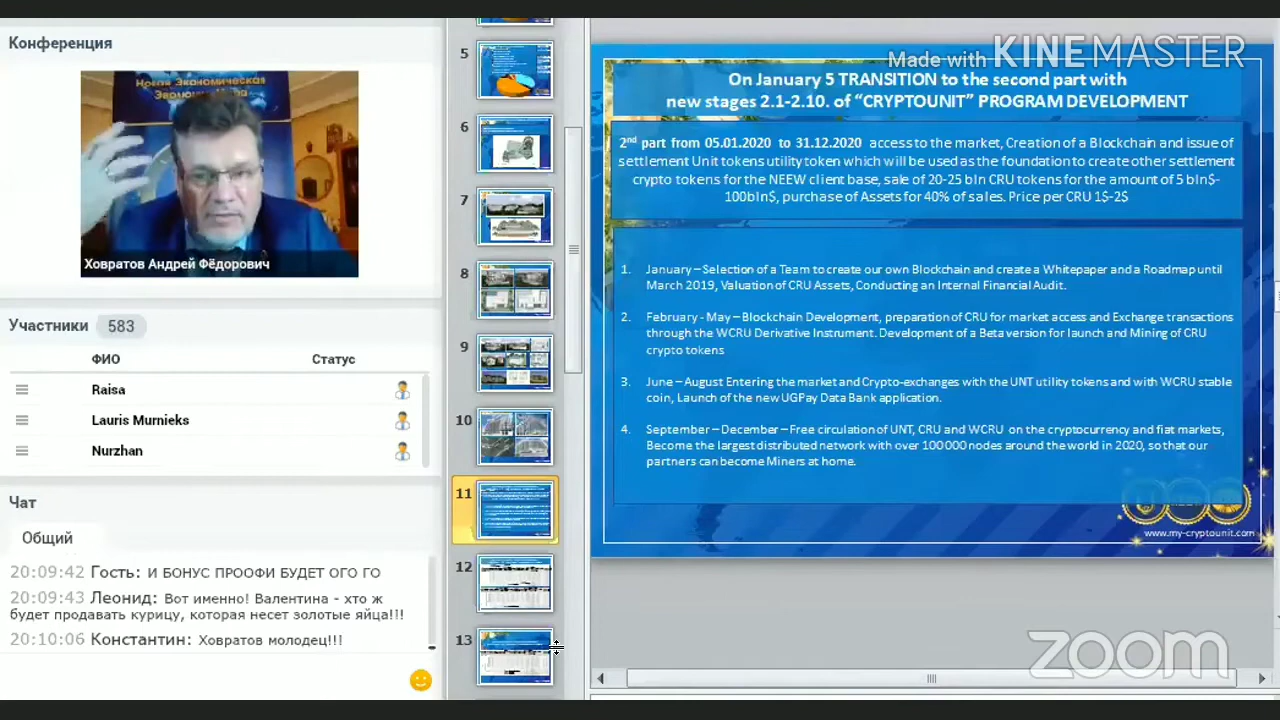 Конференция
Новая Экономическая
Ховратов Андрей Фёдорович
Участники 583
ФИО Статус
Raisa
Lauris Murnieks
Nurzhan
Чат
Общий
20:09:42 Гость: И БОНУС ПРООФИ БУДЕТ ОГО ГО
20:09:43 Леонид: Вот именно! Валентина - хто ж
будет продавать курицу, которая несет золотые яйца!!!
20:10:06 Константин: Ховратов молодец!!!
5
6
7
8
9
10
11
12
13
Made with KINEMASTER
On January 5 TRANSITION to the second part with
new stages 2.1-2.10. of “CRYPTOUNIT” PROGRAM DEVELOPMENT
2nd part from 05.01.2020 to 31.12.2020 access to the market, Creation of a Blockchain and issue of
settlement Unit tokens utility token which will be used as the foundation to create other settlement
crypto tokens for the NEEW client base, sale of 20-25 bln CRU tokens for the amount of 5 bln$-
100bln$, purchase of Assets for 40% of sales. Price per CRU 1$-2$
1. January – Selection of a Team to create our own Blockchain and create a Whitepaper and a Roadmap until
March 2019, Valuation of CRU Assets, Conducting an Internal Financial Audit.
2. February - May – Blockchain Development, preparation of CRU for market access and Exchange transactions
through the WCRU Derivative Instrument. Development of a Beta version for launch and Mining of CRU
crypto tokens
3. June – August Entering the market and Crypto-exchanges with the UNT utility tokens and with WCRU stable
coin, Launch of the new UGPay Data Bank application.
4. September – December – Free circulation of UNT, CRU and WCRU on the cryptocurrency and fiat markets,
Become the largest distributed network with over 100 000 nodes around the world in 2020, so that our
partners can become Miners at home.
www.my-cryptounit.com
zoom